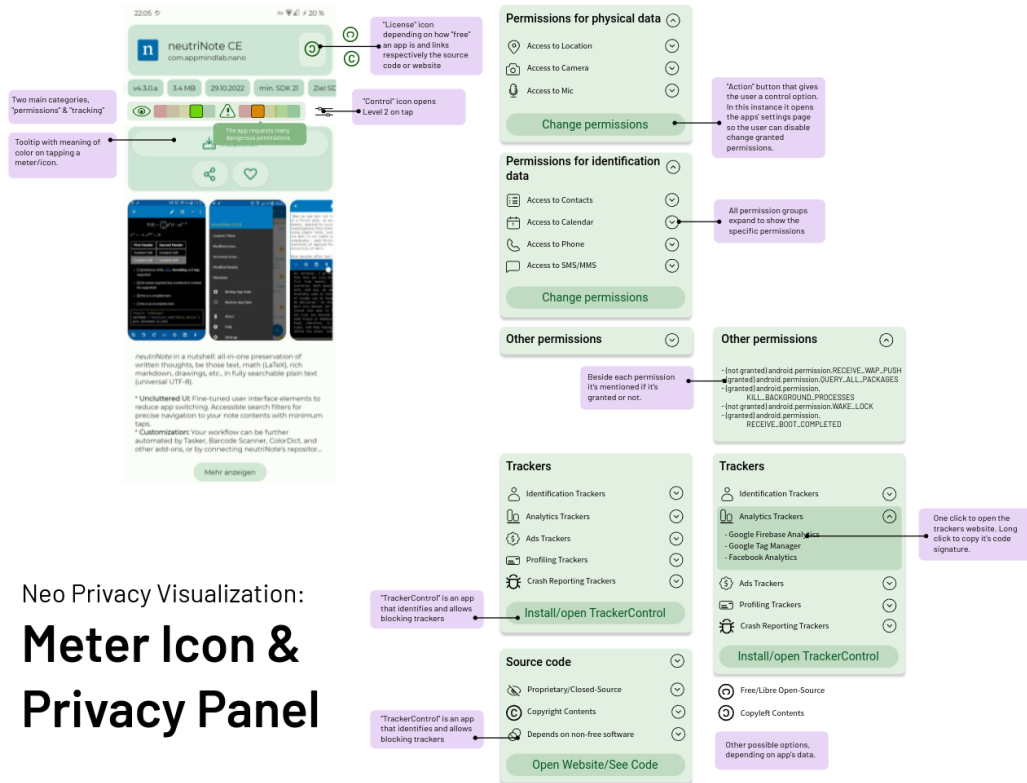 22:05
20 %
n
neutriNote CE
com.appmindlab.nano
v4.3.0.a
3.4 MB
29.10.2022
min. SDK 21
Ziel SD
The app requests many
dangerous permissions
neutriNote in a nutshell: all-in-one preservation of
written thoughts, be those text, math (LaTeX), rich
markdown, drawings, etc., in fully searchable plain text
(universal UTF-8).
* Uncluttered UI: Fine-tuned user interface elements to
reduce app switching. Accessible search filters for
precise navigation to your note contents with minimum
taps.
* Customization: Your workflow can be further
automated by Tasker, Barcode Scanner, ColorDict, and
other add-ons, or by connecting neutriNote's repositor...
Mehr anzeigen
Two main categories,
"permissions" & "tracking"
Tooltip with meaning of
color on tapping a
meter/icon.
"License" icon
depending on how "free"
an app is and links
respectively the source
code or website
"Control" icon opens
Level 2 on tap
Permissions for physical data
Access to Location
Access to Camera
Access to Mic
Change permissions
"Action" button that gives
the user a control option.
In this instance it opens
the apps' settings page
so the user can disable
change granted
permissions.
Permissions for identification
data
Access to Contacts
Access to Calendar
Access to Phone
Access to SMS/MMS
Change permissions
All permission groups
expand to show the
specific permissions
Other permissions
Beside each permission
it's mentioned if it's
granted or not.
Other permissions
- (not granted) android.permission.RECEIVE_WAP_PUSH
- (granted) android.permission.QUERY_ALL_PACKAGES
- (granted) android.permission.
KILL_BACKGROUND_PROCESSES
- (not granted) android.permission.WAKE_LOCK
- (granted) android.permission.
RECEIVE_BOOT_COMPLETED
Trackers
Identification Trackers
Analytics Trackers
Ads Trackers
Profiling Trackers
Crash Reporting Trackers
Install/open TrackerControl
"TrackerControl" is an app
that identifies and allows
blocking trackers
Trackers
Identification Trackers
Analytics Trackers
- Google Firebase Analytics
- Google Tag Manager
- Facebook Analytics
Ads Trackers
Profiling Trackers
Crash Reporting Trackers
Install/open TrackerControl
One click to open the
trackers website. Long
click to copy it's code
signature.
Source code
Proprietary/Closed-Source
Copyright Contents
Depends on non-free software
Open Website/See Code
"TrackerControl" is an app
that identifies and allows
blocking trackers
Free/Libre Open-Source
Copyleft Contents
Other possible options,
depending on app's data.
Neo Privacy Visualization:
Meter Icon &
Privacy Panel